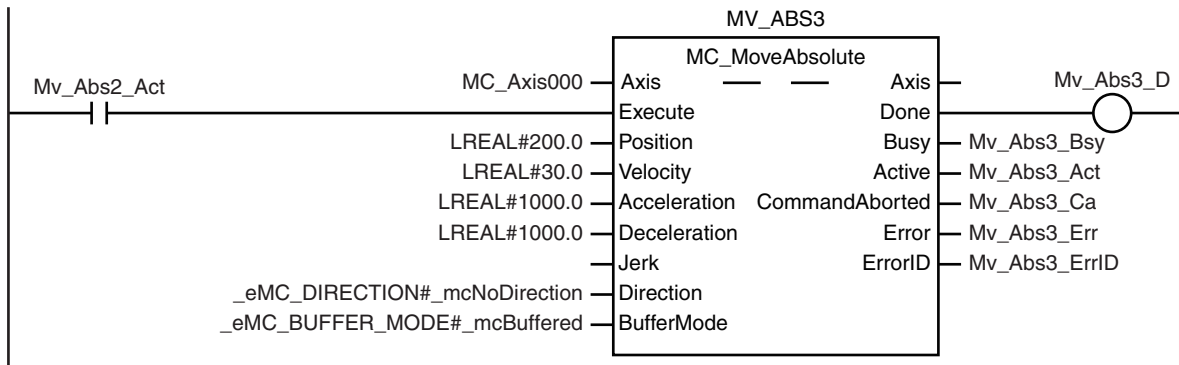 MV_ABS3
MC_MoveAbsolute
Mv_Abs2_Act
MC_Axis000 Axis Axis Mv_Abs3_D
Execute Done
LREAL#200.0 Position Busy Mv_Abs3_Bsy
LREAL#30.0 Velocity Active Mv_Abs3_Act
LREAL#1000.0 Acceleration CommandAborted Mv_Abs3_Ca
LREAL#1000.0 Deceleration Error Mv_Abs3_Err
Jerk ErrorID Mv_Abs3_ErrID
_eMC_DIRECTION#_mcNoDirection Direction
_eMC_BUFFER_MODE#_mcBuffered BufferMode